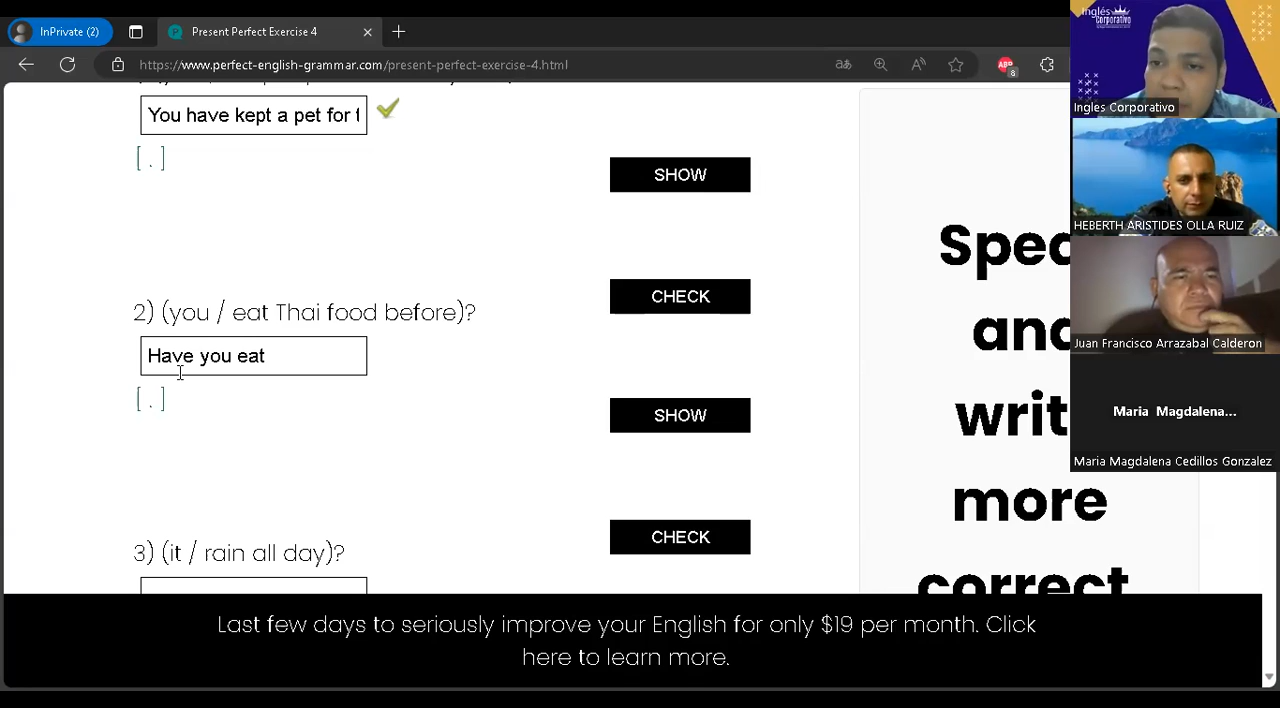 InPrivate (2)
Present Perfect Exercise 4
https://www.perfect-english-grammar.com/present-perfect-exercise-4.html
You have kept a pet for t
[ . ]
SHOW
CHECK
2) (you / eat Thai food before)?
Have you eat
[ . ]
SHOW
CHECK
3) (it / rain all day)?
Spea
and
writ
more
correct
Last few days to seriously improve your English for only $19 per month. Click
here to learn more.
Inglés
Corporativo
Ingles Corporativo
HEBERTH ARISTIDES OLLA RUIZ
Juan Francisco Arrazabal Calderon
Maria Magdalena...
Maria Magdalena Cedillos Gonzalez
ABP
8